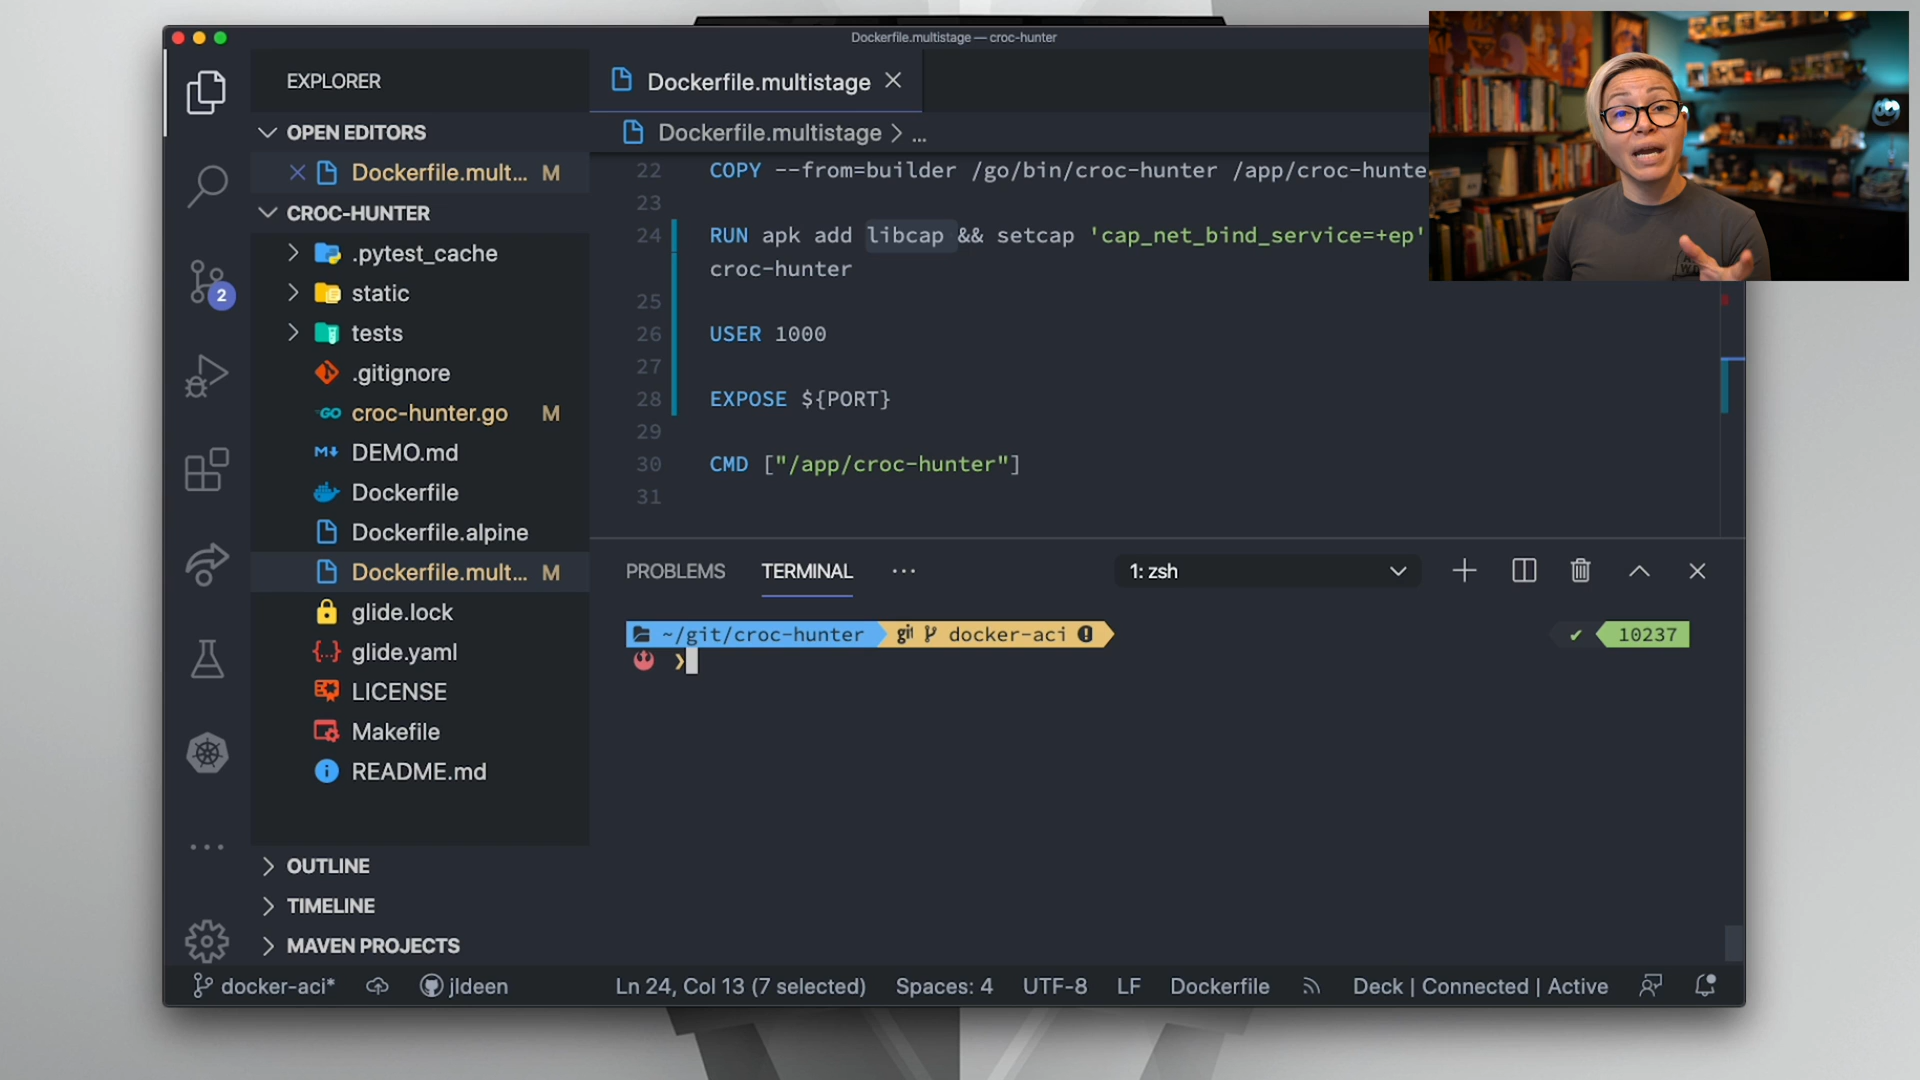 Dockerfile.multistage — croc-hunter
EXPLORER
OPEN EDITORS
Dockerfile.mult... M
CROC-HUNTER
.pytest_cache
static
tests
.gitignore
croc-hunter.go M
DEMO.md
Dockerfile
Dockerfile.alpine
Dockerfile.mult... M
glide.lock
glide.yaml
LICENSE
Makefile
README.md
OUTLINE
TIMELINE
MAVEN PROJECTS
2
Dockerfile.multistage
Dockerfile.multistage > ...
22 COPY --from=builder /go/bin/croc-hunter /app/croc-hunte
23
24 RUN apk add libcap && setcap 'cap_net_bind_service=+ep'
croc-hunter
25
26 USER 1000
27
28 EXPOSE ${PORT}
29
30 CMD ["/app/croc-hunter"]
31
PROBLEMS TERMINAL ... 1: zsh
~/git/croc-hunter git docker-aci ✔ 10237
❯
docker-aci* jldeen Ln 24, Col 13 (7 selected) Spaces: 4 UTF-8 LF Dockerfile Deck | Connected | Active